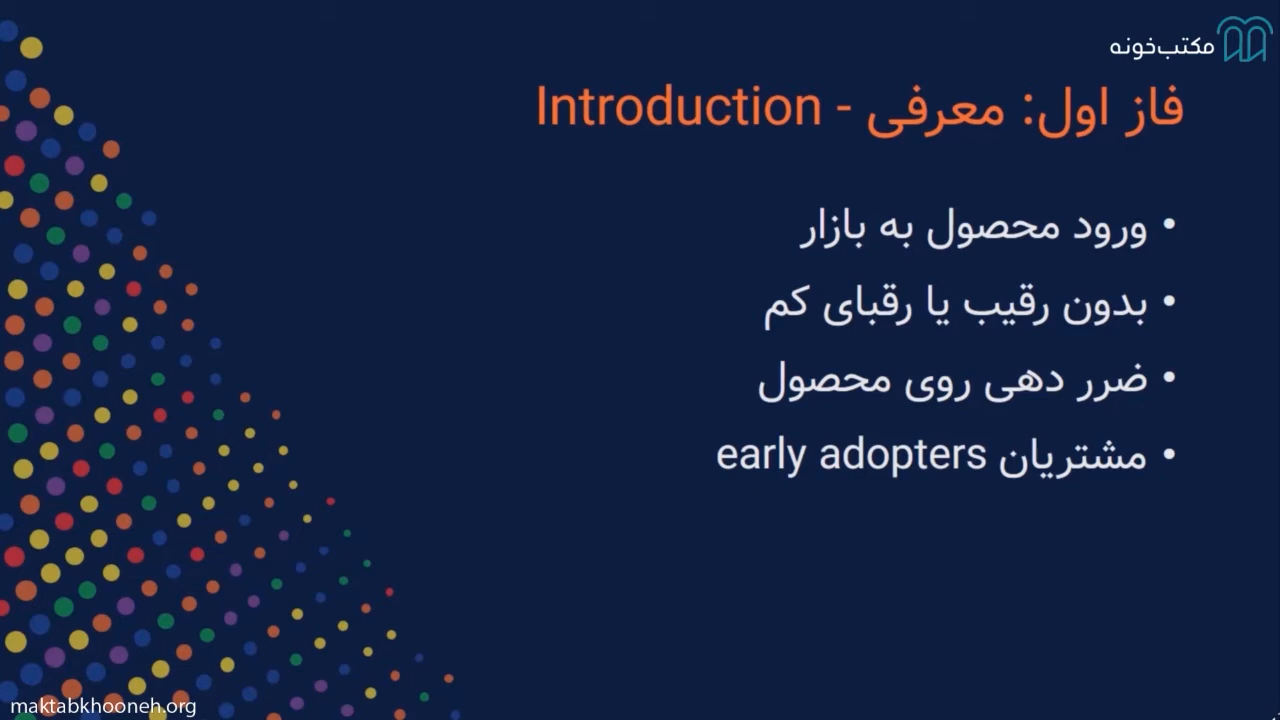 مکتب‌خونه
فاز اول: معرفی - Introduction
• ورود محصول به بازار
• بدون رقیب یا رقبای کم
• ضرر دهی روی محصول
• مشتریان early adopters
maktabkhooneh.org